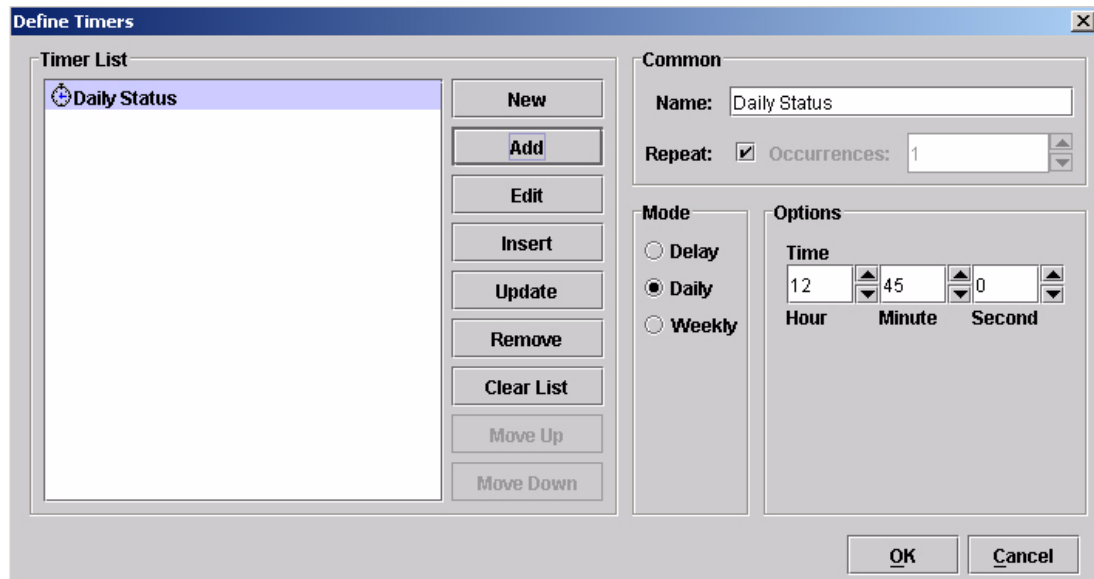 Define Timers
Timer List
Daily Status
New
Add
Edit
Insert
Update
Remove
Clear List
Move Up
Move Down
Common
Name: Daily Status
Repeat: Occurrences: 1
Mode
Delay
Daily
Weekly
Options
Time
12 45 0
Hour Minute Second
OK Cancel